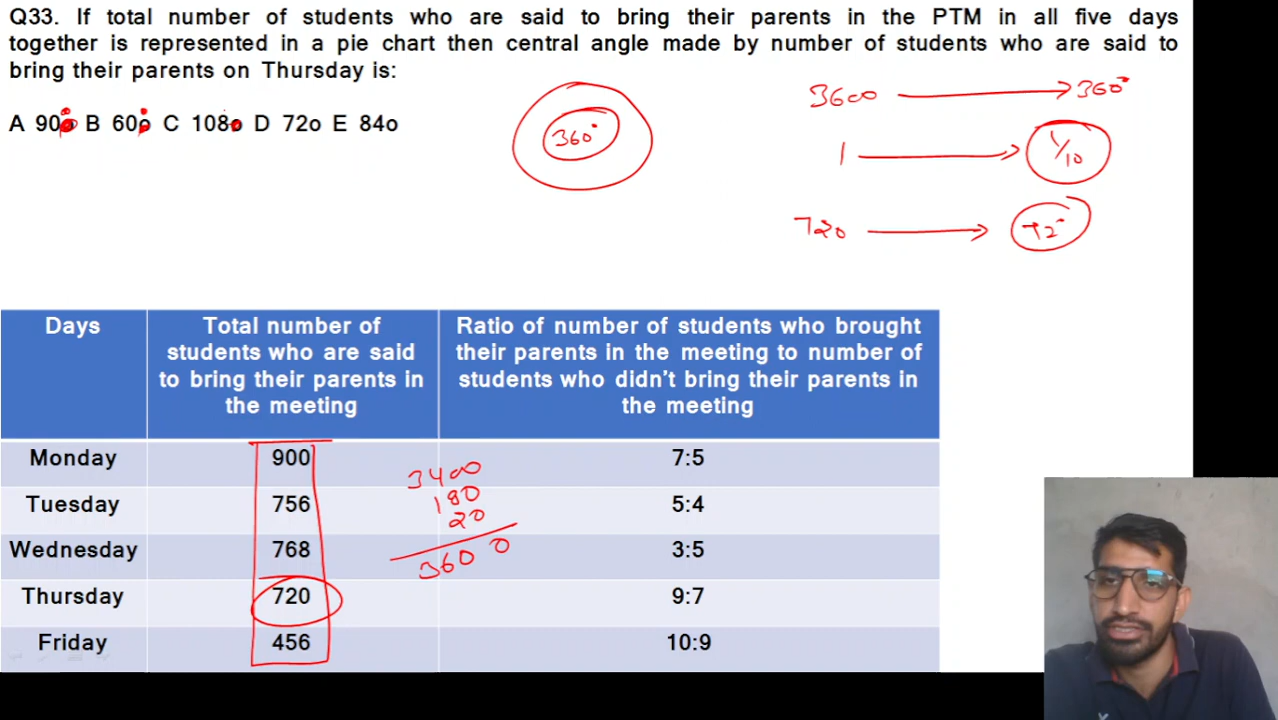 Q33. If total number of students who are said to bring their parents in the PTM in all five days
together is represented in a pie chart then central angle made by number of students who are said to
bring their parents on Thursday is:
A 90o B 60o C 108o D 72o E 84o
360°
3600 → 360°
1 → 1/10
720 → 72°
Days
Total number of
students who are said
to bring their parents in
the meeting
Ratio of number of students who brought
their parents in the meeting to number of
students who didn't bring their parents in
the meeting
Monday 900 7:5
Tuesday 756 5:4
Wednesday 768 3:5
Thursday 720 9:7
Friday 456 10:9
3400
180
20
3600